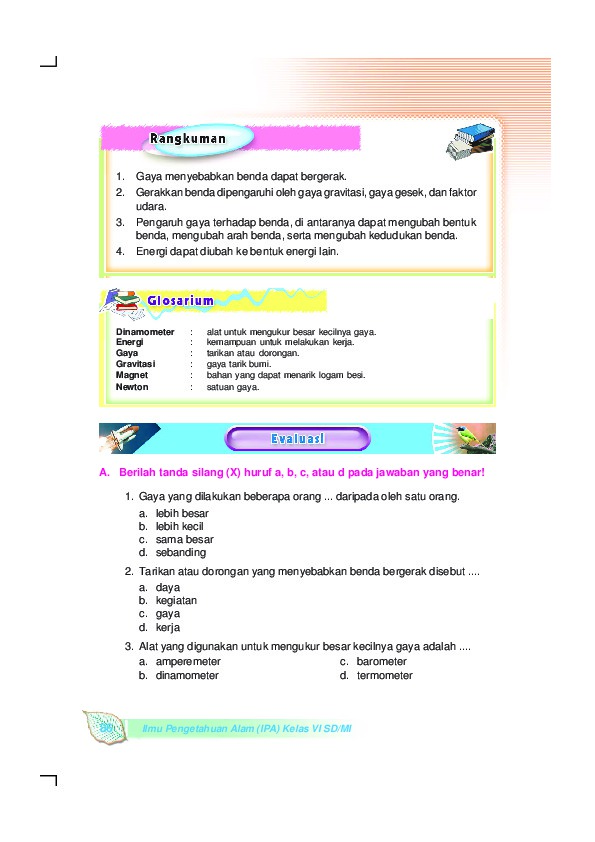 Rangkuman
1. Gaya menyebabkan benda dapat bergerak.
2. Gerakkan benda dipengaruhi oleh gaya gravitasi, gaya gesek, dan faktor
udara.
3. Pengaruh gaya terhadap benda, di antaranya dapat mengubah bentuk
benda, mengubah arah benda, serta mengubah kedudukan benda.
4. Energi dapat diubah ke bentuk energi lain.
Glosarium
Dinamometer : alat untuk mengukur besar kecilnya gaya.
Energi : kemampuan untuk melakukan kerja.
Gaya : tarikan atau dorongan.
Gravitasi : gaya tarik bumi.
Magnet : bahan yang dapat menarik logam besi.
Newton : satuan gaya.
Evaluasi
A. Berilah tanda silang (X) huruf a, b, c, atau d pada jawaban yang benar!
1. Gaya yang dilakukan beberapa orang ... daripada oleh satu orang.
a. lebih besar
b. lebih kecil
c. sama besar
d. sebanding
2. Tarikan atau dorongan yang menyebabkan benda bergerak disebut ....
a. daya
b. kegiatan
c. gaya
d. kerja
3. Alat yang digunakan untuk mengukur besar kecilnya gaya adalah ....
a. amperemeter c. barometer
b. dinamometer d. termometer
Ilmu Pengetahuan Alam (IPA) Kelas VI SD/MI